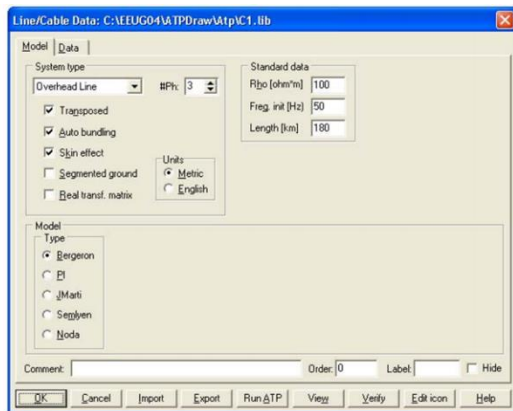 Line/Cable Data: C:\EEUG04\ATPDraw\Atp\C1.lib
Model Data
System type
Overhead Line #Ph: 3
Transposed
Auto bundling
Skin effect
Segmented ground
Real transf. matrix
Units
Metric
English
Standard data
Rho [ohm*m] 100
Freq. init [Hz] 50
Length [km] 180
Model
Type
Bergeron
PI
JMarti
Semlyen
Noda
Comment: Order: 0 Label: Hide
OK Cancel Import Export Run ATP View Verify Edit icon Help